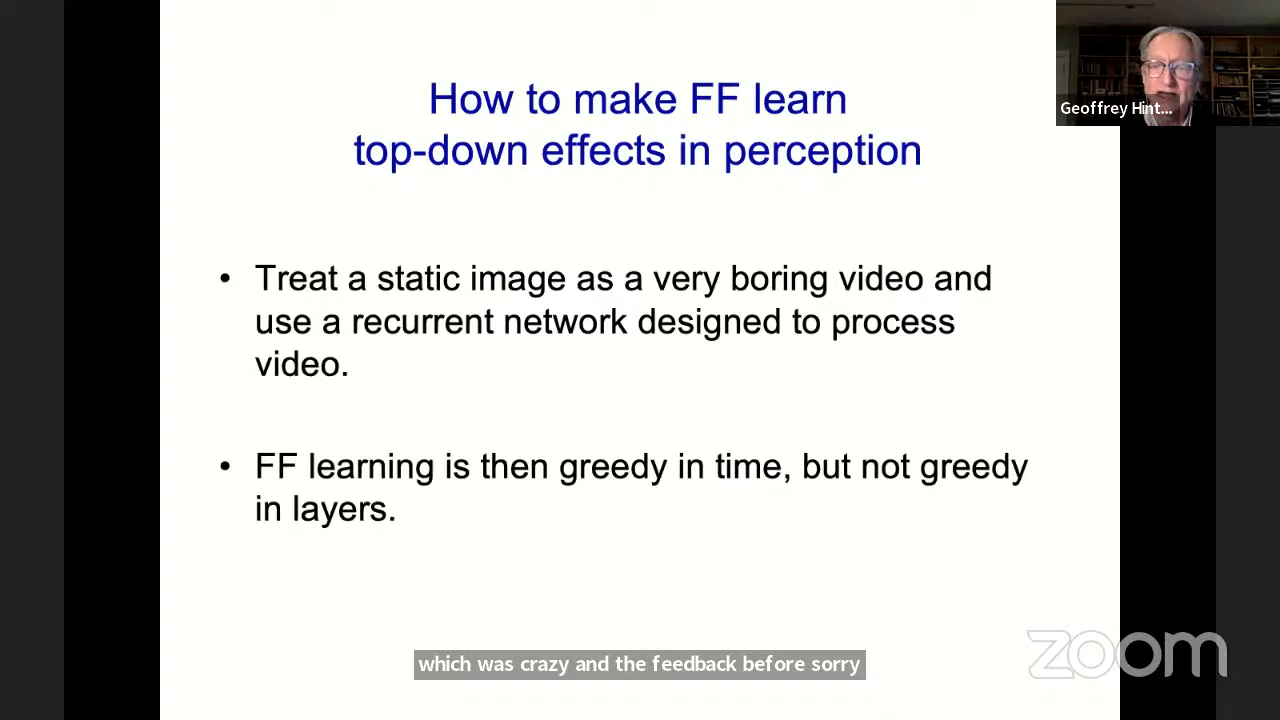 How to make FF learn
top-down effects in perception
Geoffrey Hint...
• Treat a static image as a very boring video and
use a recurrent network designed to process
video.
• FF learning is then greedy in time, but not greedy
in layers.
which was crazy and the feedback before sorry
zoom